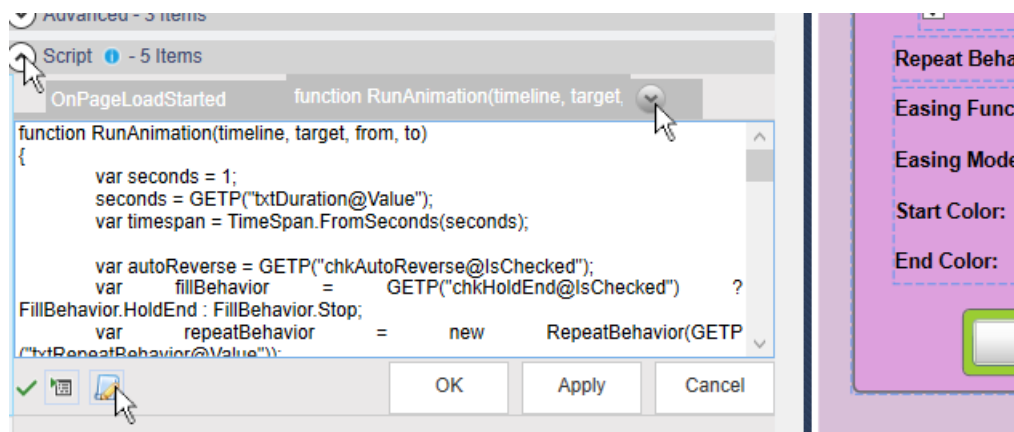 Advanced - 3 Items
Script - 5 Items
OnPageLoadStarted
function RunAnimation(timeline, target,
function RunAnimation(timeline, target, from, to)
{
var seconds = 1;
seconds = GETP("txtDuration@Value");
var timespan = TimeSpan.FromSeconds(seconds);
var autoReverse = GETP("chkAutoReverse@IsChecked");
var fillBehavior = GETP("chkHoldEnd@IsChecked") ?
FillBehavior.HoldEnd : FillBehavior.Stop;
var repeatBehavior = new RepeatBehavior(GETP
("txtRepeatBehavior@Value"));
OK
Apply
Cancel
Repeat Beha
Easing Func
Easing Mode
Start Color:
End Color: